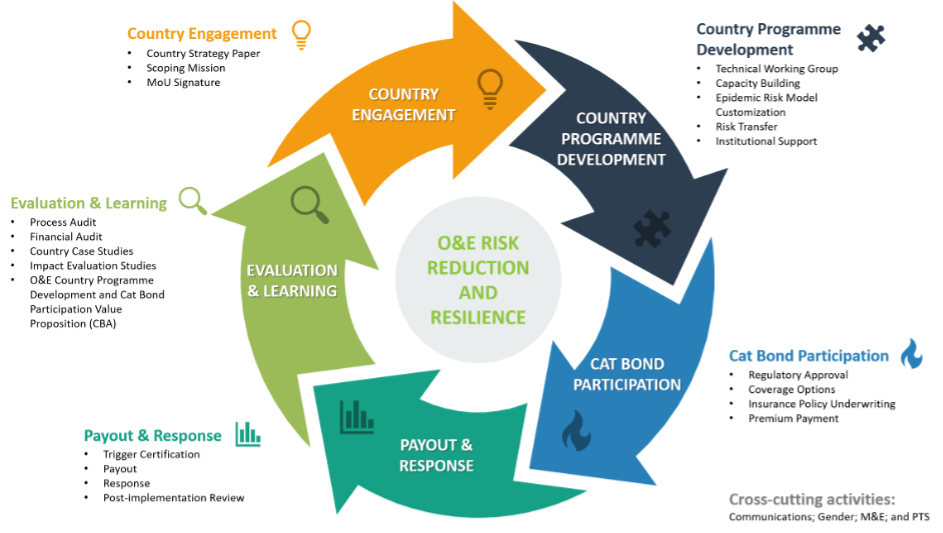 Country Engagement
• Country Strategy Paper
• Scoping Mission
• MoU Signature
COUNTRY
ENGAGEMENT
Country Programme
Development
• Technical Working Group
• Capacity Building
• Epidemic Risk Model
Customization
• Risk Transfer
• Institutional Support
COUNTRY
PROGRAMME
DEVELOPMENT
Evaluation & Learning
• Process Audit
• Financial Audit
• Country Case Studies
• Impact Evaluation Studies
• O&E Country Programme
Development and Cat Bond
Participation Value
Proposition (CBA)
EVALUATION
& LEARNING
O&E RISK
REDUCTION
AND
RESILIENCE
CAT BOND
PARTICIPATION
Cat Bond Participation
• Regulatory Approval
• Coverage Options
• Insurance Policy Underwriting
• Premium Payment
Payout & Response
• Trigger Certification
• Payout
• Response
• Post-implementation Review
PAYOUT &
RESPONSE
Cross-cutting activities:
Communications; Gender; M&E; and PTS